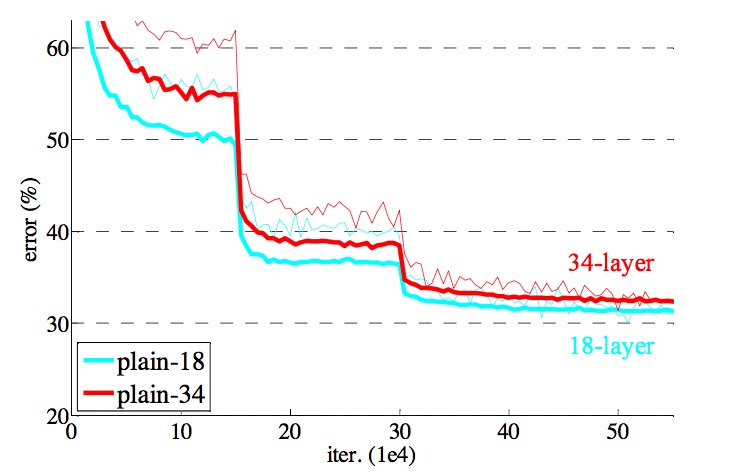 60
50
40
30
20
error (%)
34-layer
18-layer
plain-18
plain-34
0 10 20 30 40 50
iter. (1e4)